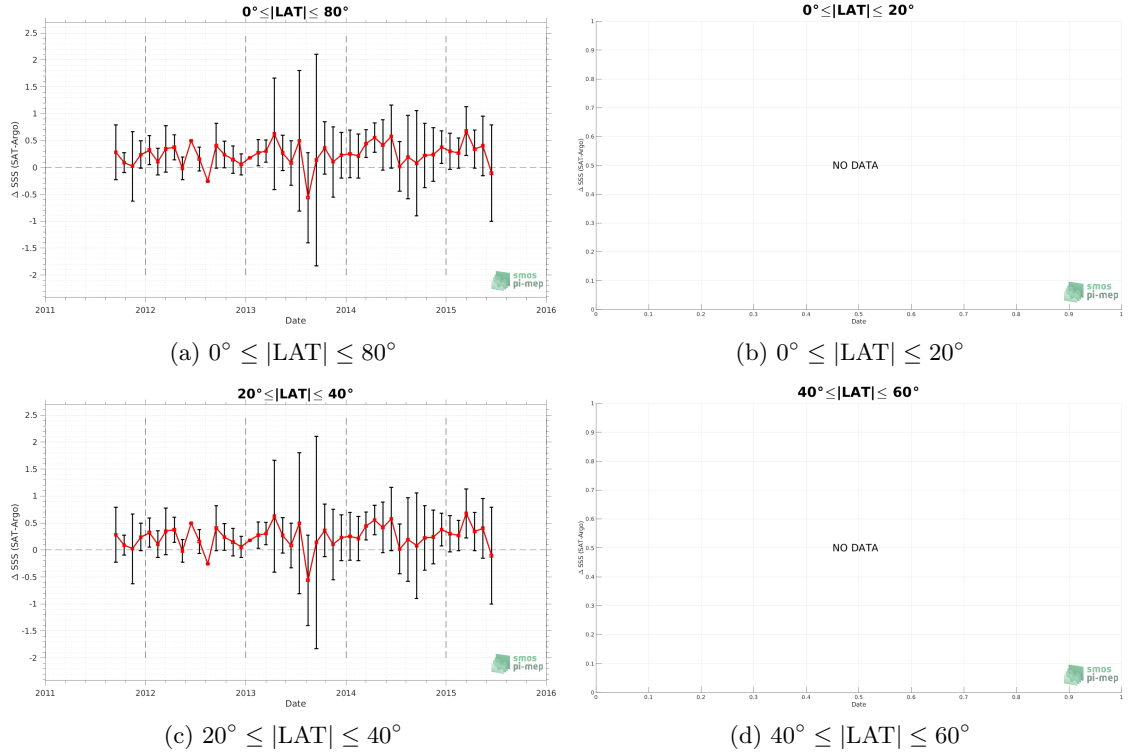 0°≤|LAT|≤ 80°
2.5
2
1.5
1
0.5
0
-0.5
-1
-1.5
-2
Δ SSS (SAT-Argo)
2011 2012 2013 2014 2015 2016
Date
smos
pi-mep
(a) 0° ≤ |LAT| ≤ 80°
0°≤|LAT|≤ 20°
1
0.9
0.8
0.7
0.6
0.5
0.4
0.3
0.2
0.1
0
Δ SSS (SAT-Argo)
NO DATA
0 0.1 0.2 0.3 0.4 0.5 0.6 0.7 0.8 0.9 1
Date
smos
pi-mep
(b) 0° ≤ |LAT| ≤ 20°
20°≤|LAT|≤ 40°
2.5
2
1.5
1
0.5
0
-0.5
-1
-1.5
-2
Δ SSS (SAT-Argo)
2011 2012 2013 2014 2015 2016
Date
smos
pi-mep
(c) 20° ≤ |LAT| ≤ 40°
40°≤|LAT|≤ 60°
1
0.9
0.8
0.7
0.6
0.5
0.4
0.3
0.2
0.1
0
Δ SSS (SAT-Argo)
NO DATA
0 0.1 0.2 0.3 0.4 0.5 0.6 0.7 0.8 0.9 1
Date
smos
pi-mep
(d) 40° ≤ |LAT| ≤ 60°